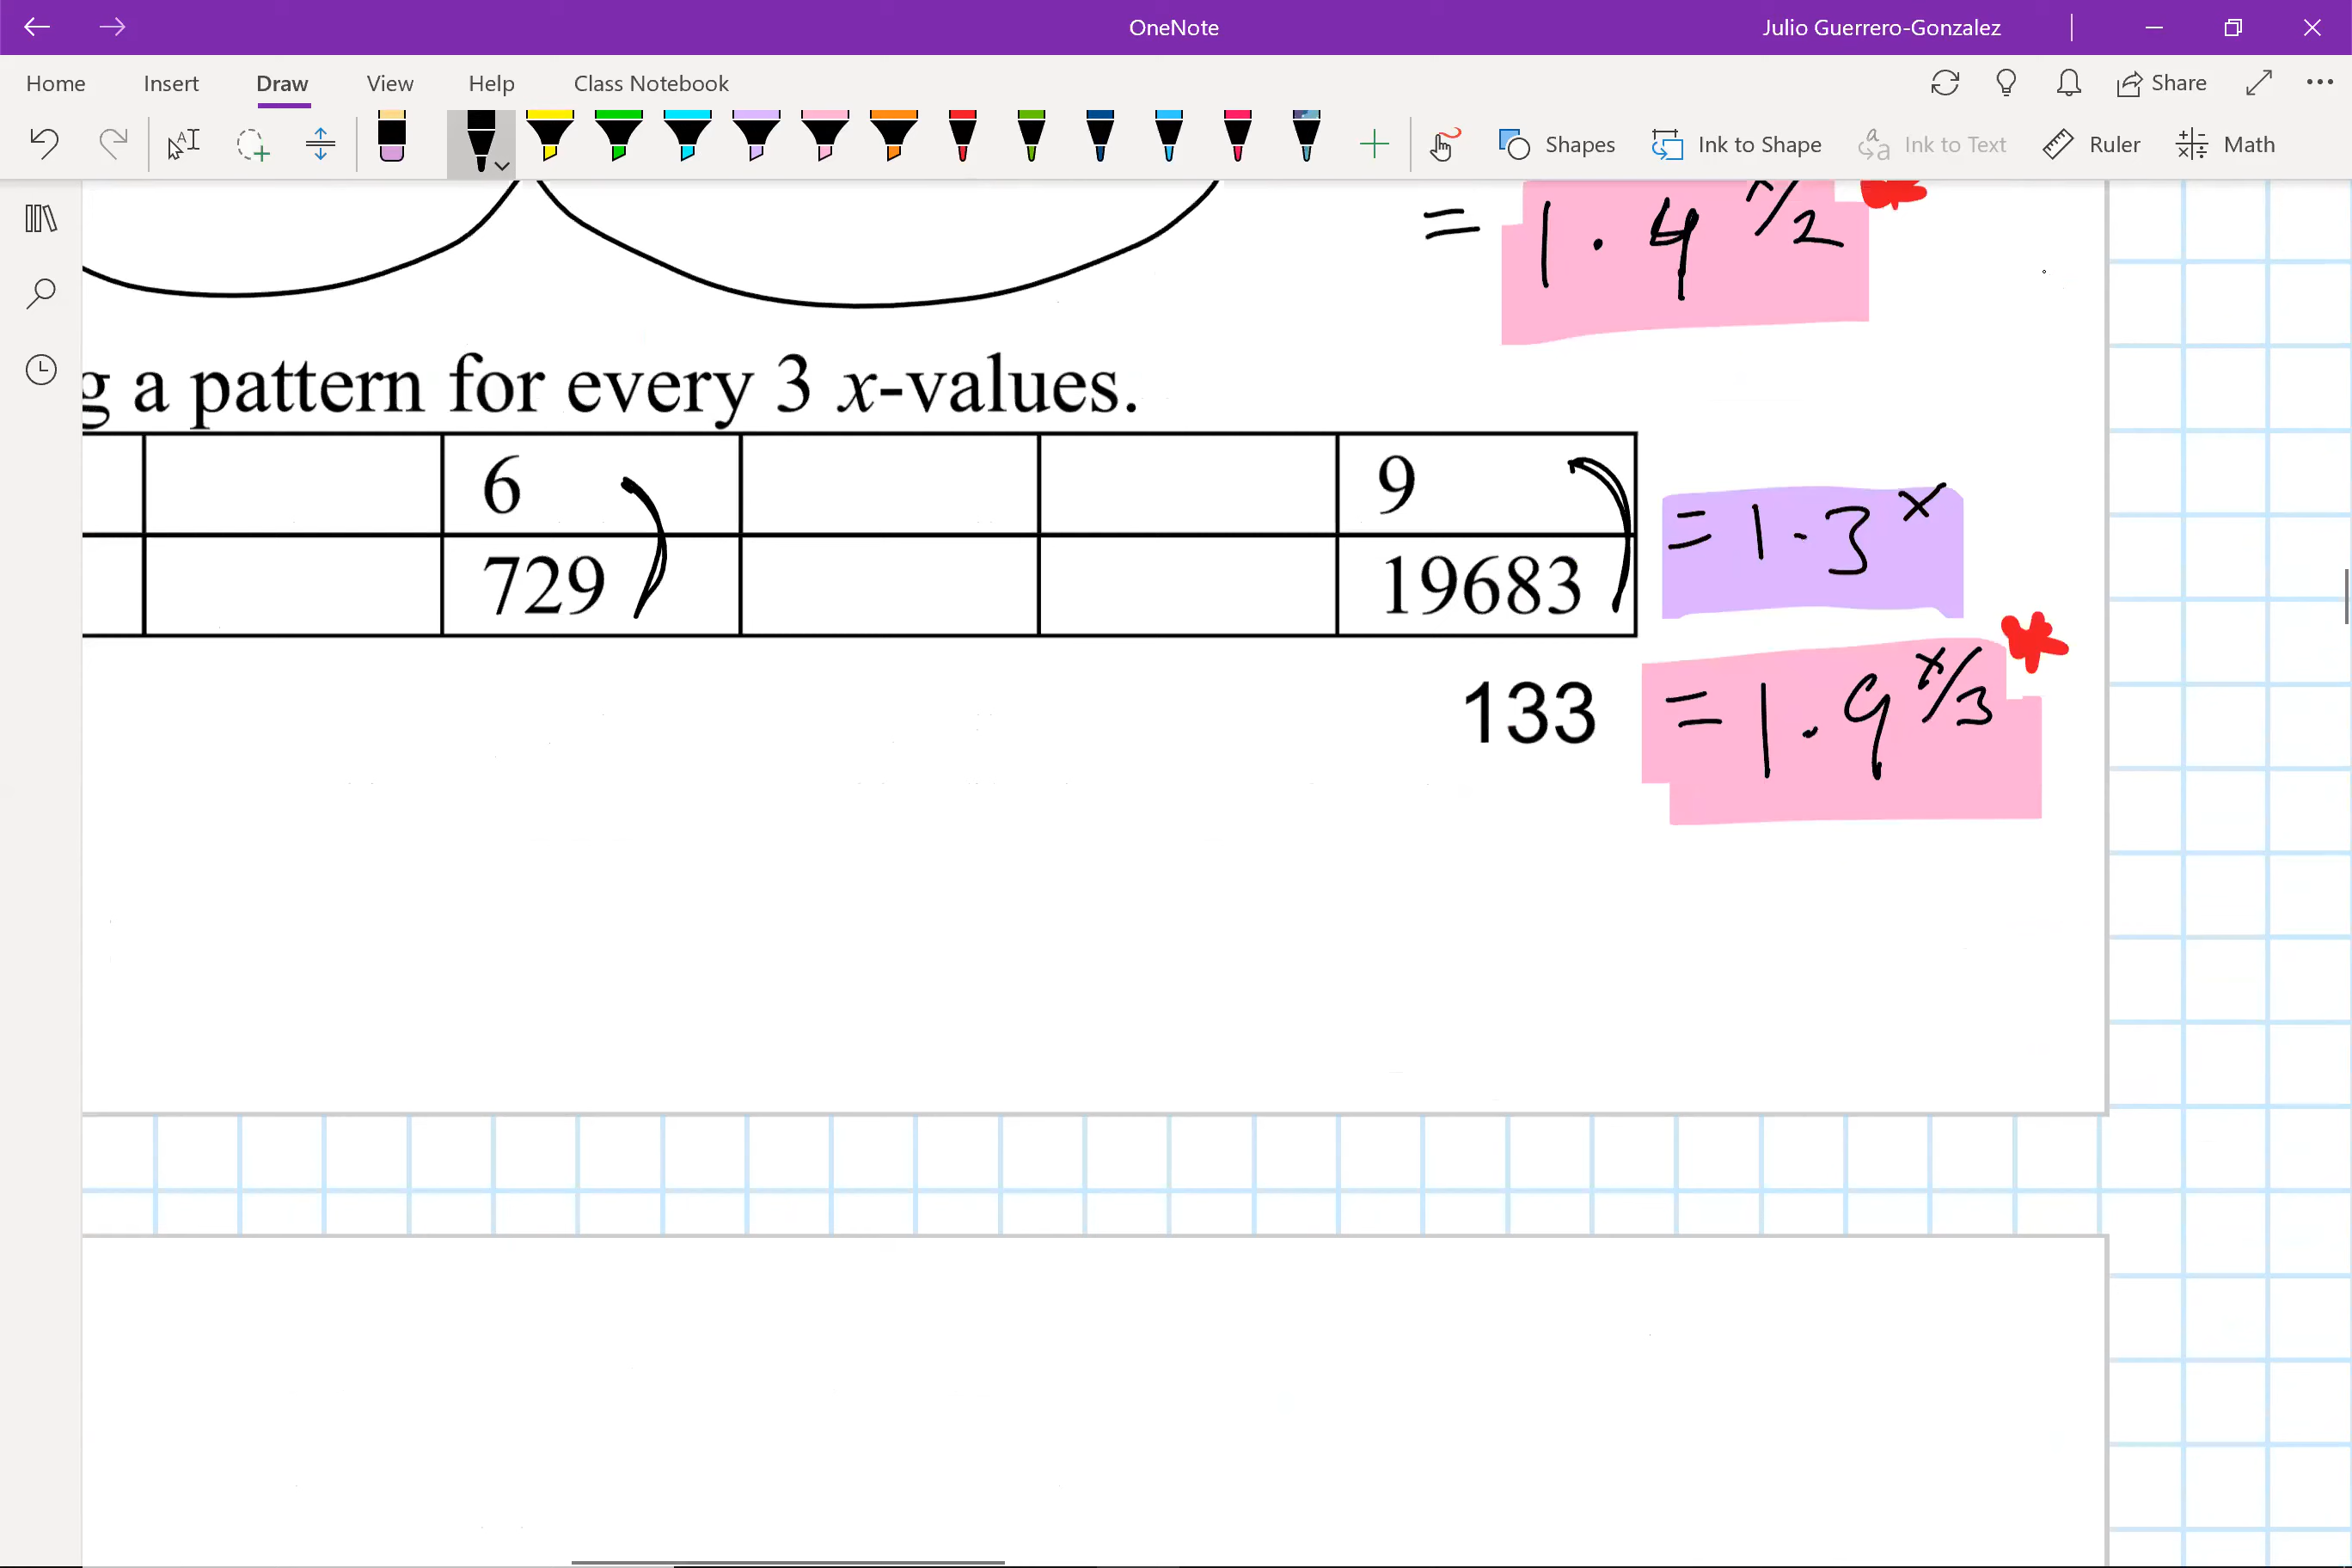 OneNote
Julio Guerrero-Gonzalez
Home Insert Draw View Help Class Notebook
Share
Shapes Ink to Shape Ink to Text Ruler Math
= 1 · 4 x/2
g a pattern for every 3 x-values.
6 9
729 19683
= 1 · 3 x
133
= 1 · 9 x/3